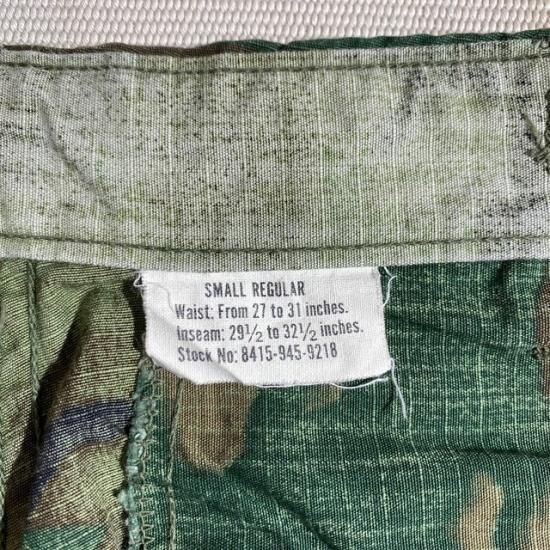 SMALL REGULAR
Waist: From 27 to 31 inches.
Inseam: 29½ to 32½ inches.
Stock No: 8415-945-9218